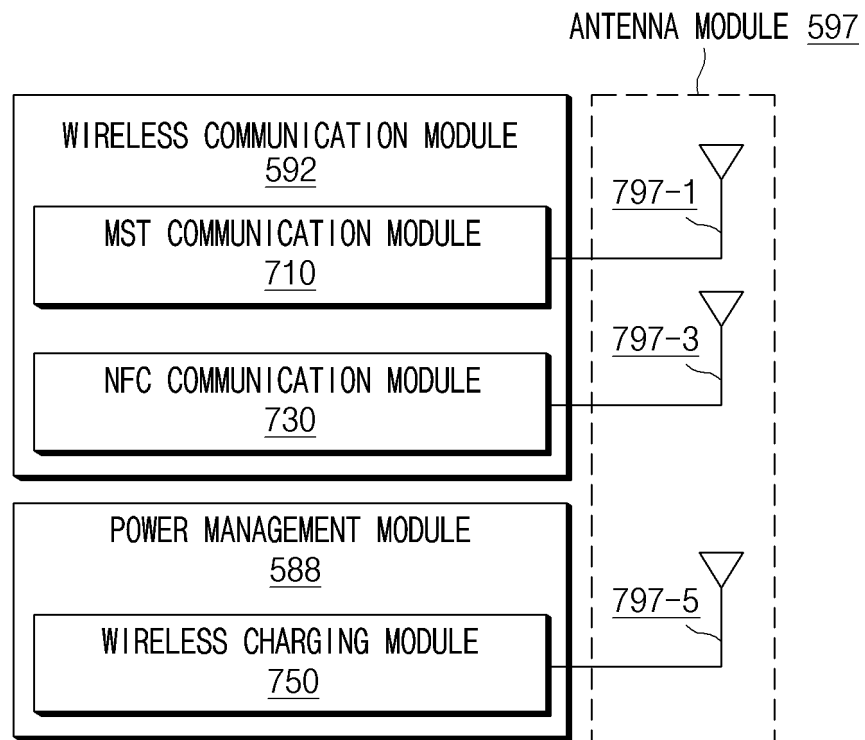 ANTENNA MODULE 597
WIRELESS COMMUNICATION MODULE
592
797-1
MST COMMUNICATION MODULE
710
797-3
NFC COMMUNICATION MODULE
730
POWER MANAGEMENT MODULE
588
797-5
WIRELESS CHARGING MODULE
750